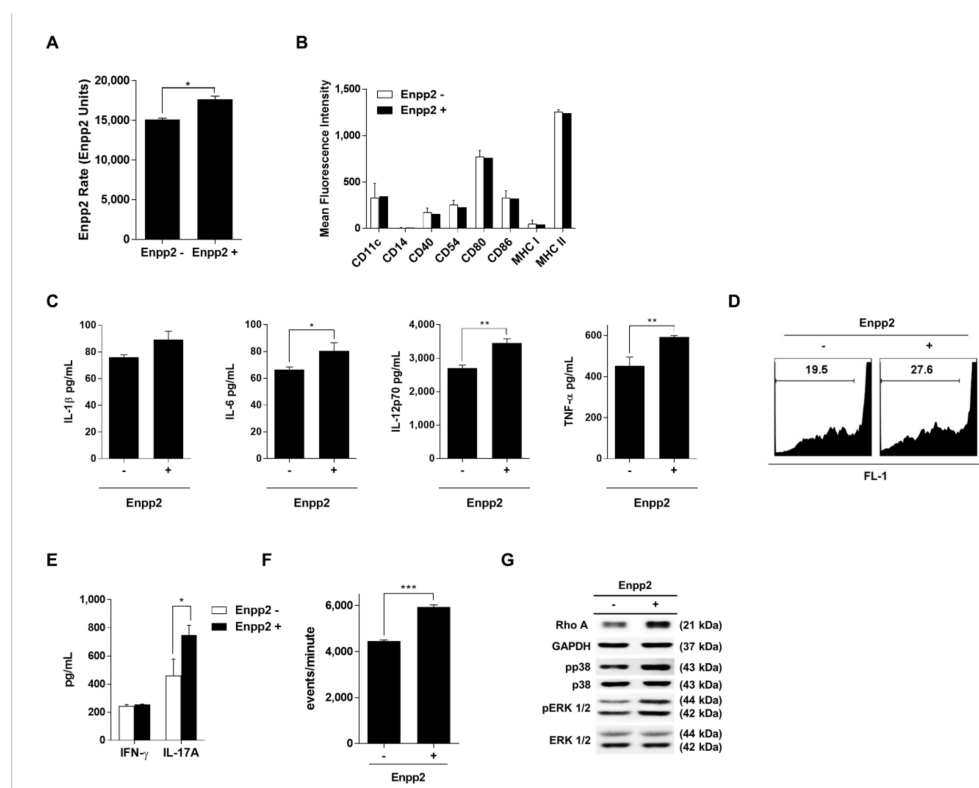 A
Enpp2 Rate (Enpp2 Units)
20,000
15,000
10,000
5,000
0
*
Enpp2 -
Enpp2 +
B
Mean Fluorescence Intensity
1,500
1,000
500
0
Enpp2 -
Enpp2 +
CD11c
CD14
CD40
CD54
CD80
CD86
MHC I
MHC II
C
IL-1β pg/mL
100
80
60
40
20
0
- +
Enpp2
IL-6 pg/mL
100
80
60
40
20
0
*
- +
Enpp2
IL-12p70 pg/mL
4,000
3,000
2,000
1,000
0
**
- +
Enpp2
TNF-α pg/mL
600
400
200
0
**
- +
Enpp2
D
Enpp2
- +
19.5
27.6
FL-1
E
pg/mL
1,000
800
600
400
200
0
*
Enpp2 -
Enpp2 +
IFN-γ IL-17A
F
events/minute
6,000
4,000
2,000
0
***
- +
Enpp2
G
Enpp2
- +
Rho A (21 kDa)
GAPDH (37 kDa)
pp38 (43 kDa)
p38 (43 kDa)
(44 kDa)
pERK 1/2
(42 kDa)
(44 kDa)
ERK 1/2
(42 kDa)